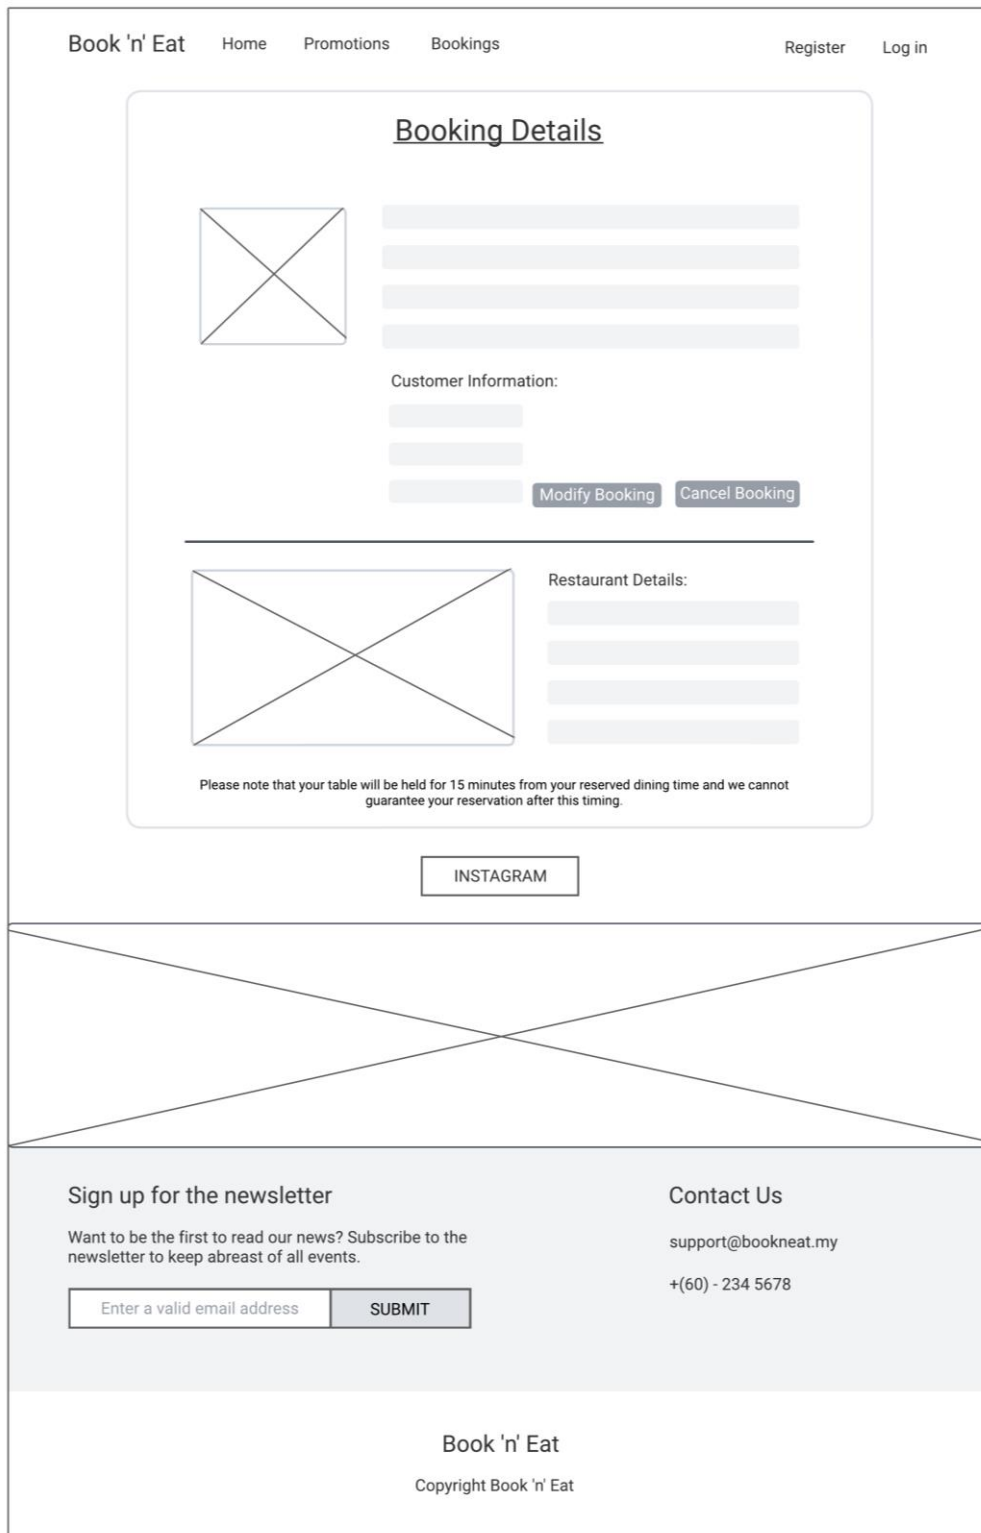 Book 'n' Eat
Home
Promotions
Bookings
Register
Log in
Booking Details
Customer Information:
Modify Booking
Cancel Booking
Restaurant Details:
Please note that your table will be held for 15 minutes from your reserved dining time and we cannot
guarantee your reservation after this timing.
INSTAGRAM
Sign up for the newsletter
Want to be the first to read our news? Subscribe to the
newsletter to keep abreast of all events.
Enter a valid email address
SUBMIT
Contact Us
support@bookneat.my
+(60) - 234 5678
Book 'n' Eat
Copyright Book 'n' Eat